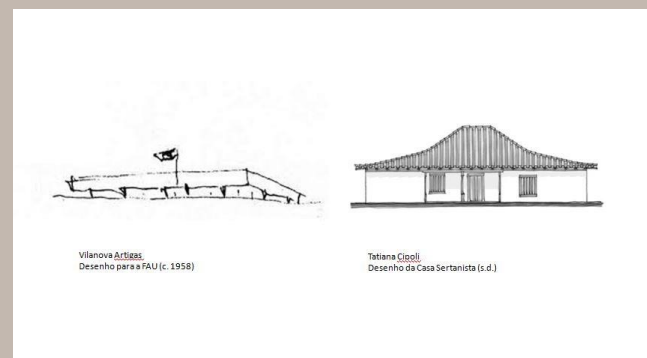 Vilanova Artigas
Desenho para a FAU (c. 1958)
Tatiana Cipoli
Desenho da Casa Sertanista (s.d.)